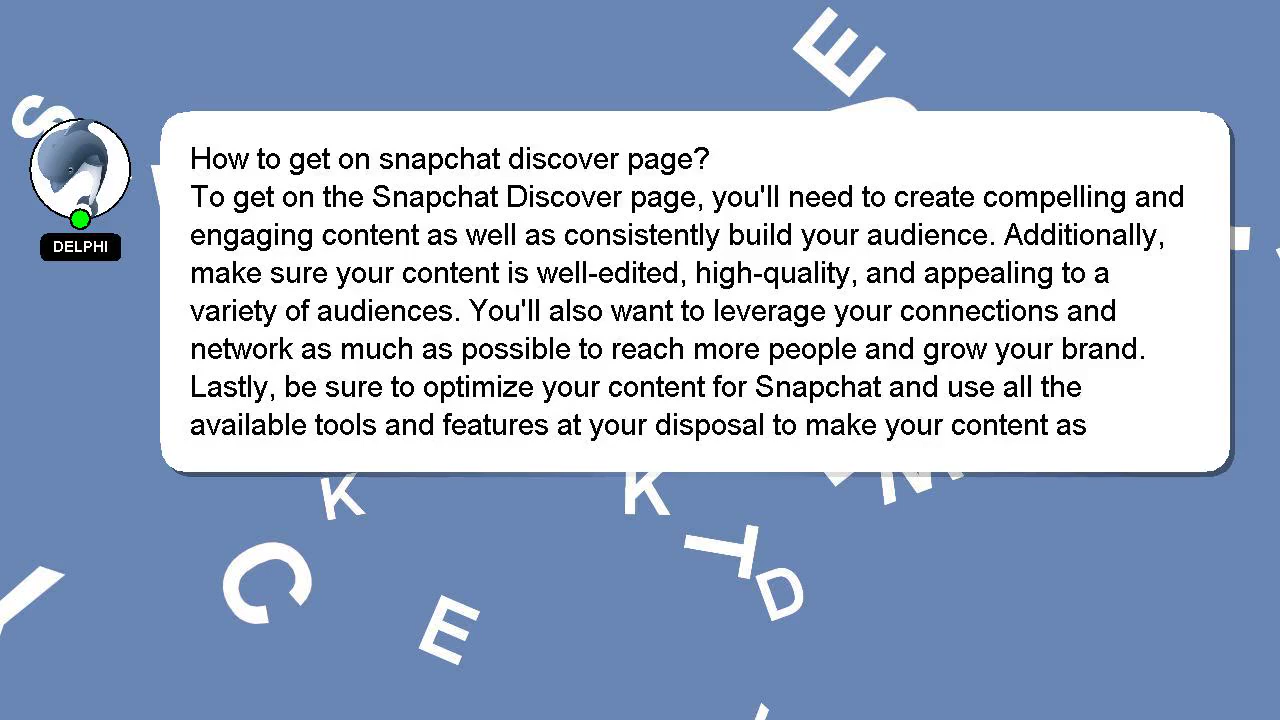 How to get on snapchat discover page?
To get on the Snapchat Discover page, you'll need to create compelling and
engaging content as well as consistently build your audience. Additionally,
make sure your content is well-edited, high-quality, and appealing to a
variety of audiences. You'll also want to leverage your connections and
network as much as possible to reach more people and grow your brand.
Lastly, be sure to optimize your content for Snapchat and use all the
available tools and features at your disposal to make your content as
DELPHI
E
S
K
K
M
T
C
D
E